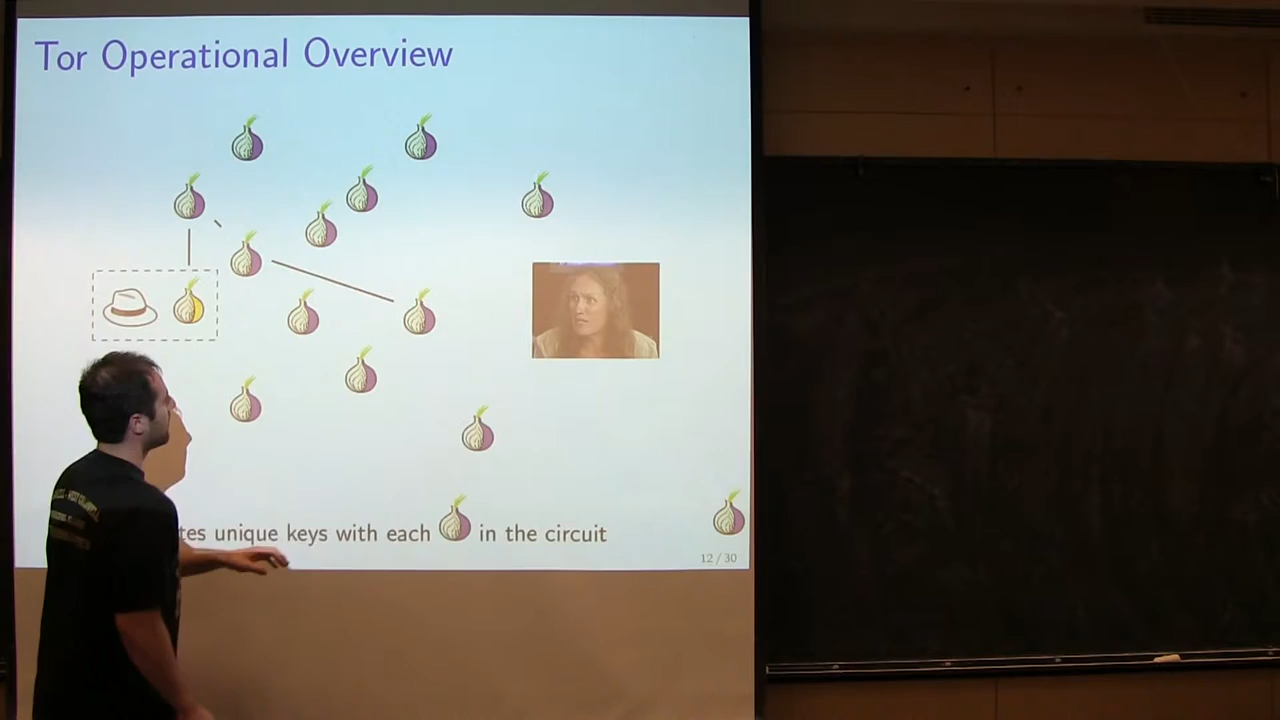 Tor Operational Overview
tes unique keys with each in the circuit
12 / 30